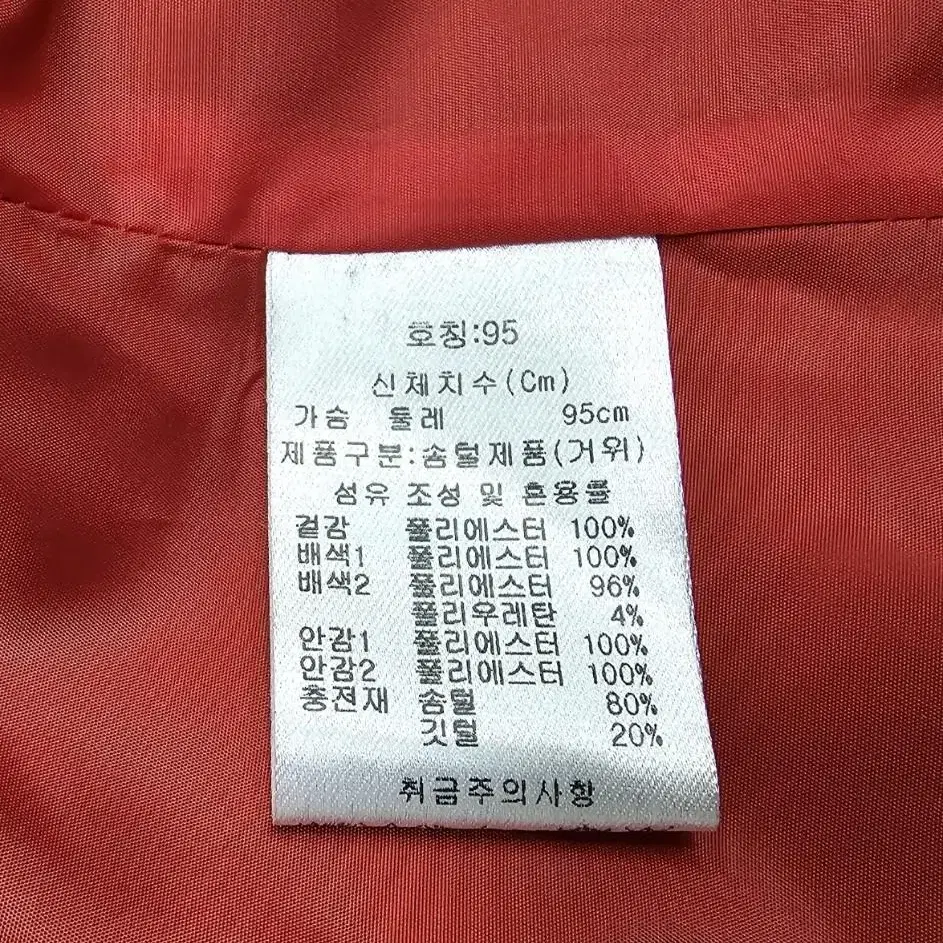 호칭:95
신체치수(Cm)
가슴 둘레 95cm
제품구분:솜털제품(거위)
섬유 조성 및 혼용률
겉감 폴리에스터 100%
배색1 폴리에스터 100%
배색2 폴리에스터 96%
폴리우레탄 4%
안감1 폴리에스터 100%
안감2 폴리에스터 100%
충전재 솜털 80%
깃털 20%
취급주의사항